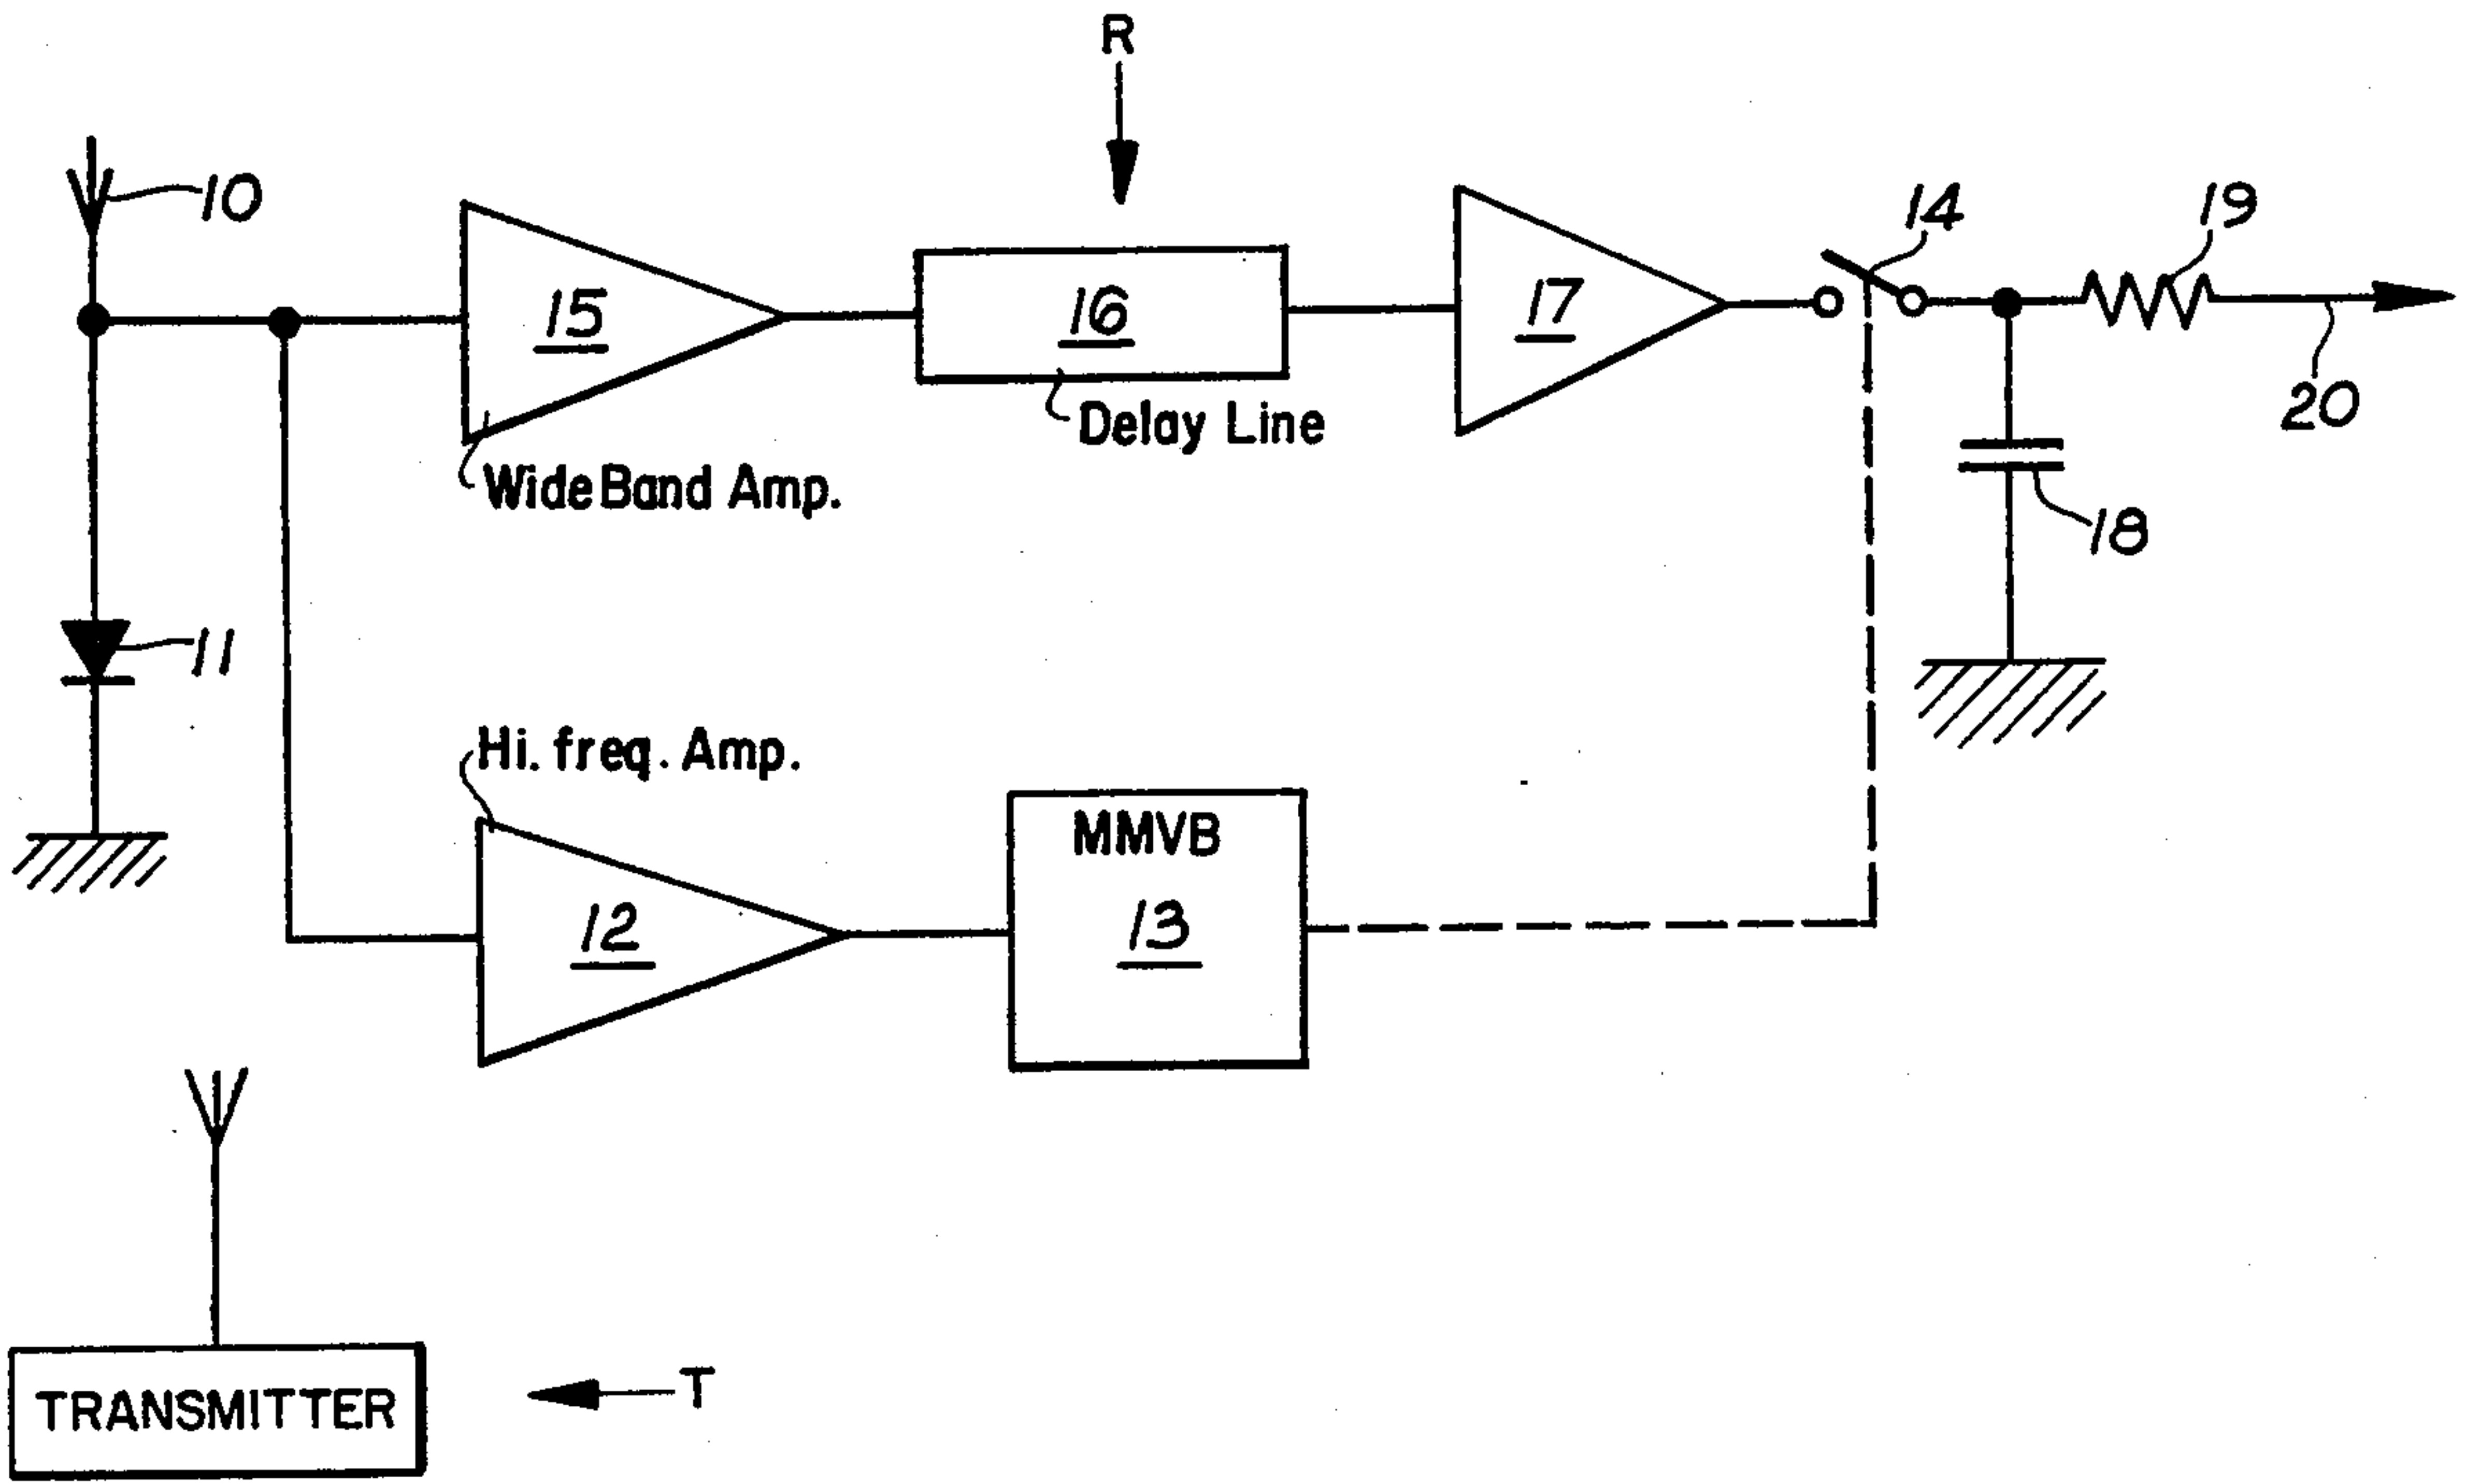 R
10
14
19
15
16
17
20
Delay Line
Wide Band Amp.
18
11
Hi. freq. Amp.
MMVB
12
13
TRANSMITTER
T